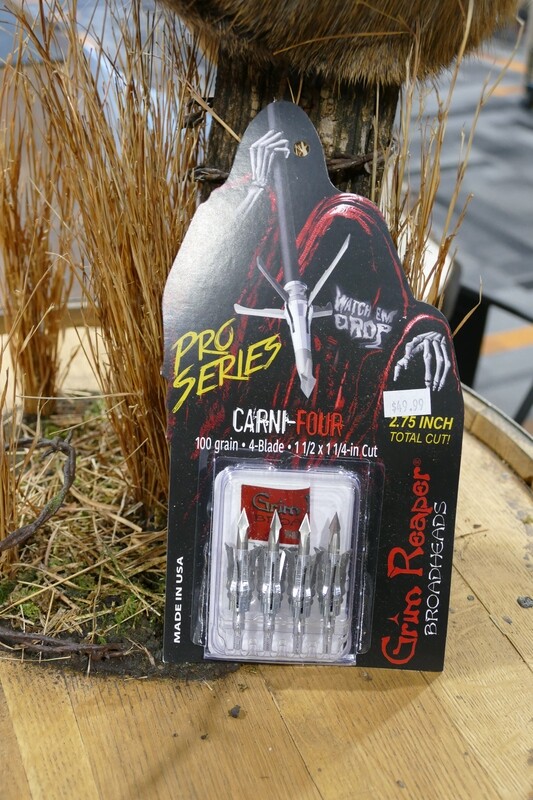 WATCH 'EM
DROP
PRO
SERIES
$49.99
CARNI-FOUR
2.75 INCH
TOTAL CUT!
100 grain • 4-Blade • 1 1/2 x 1 1/4-in Cut
Grim
MADE IN USA
Grim Reaper
BROADHEADS